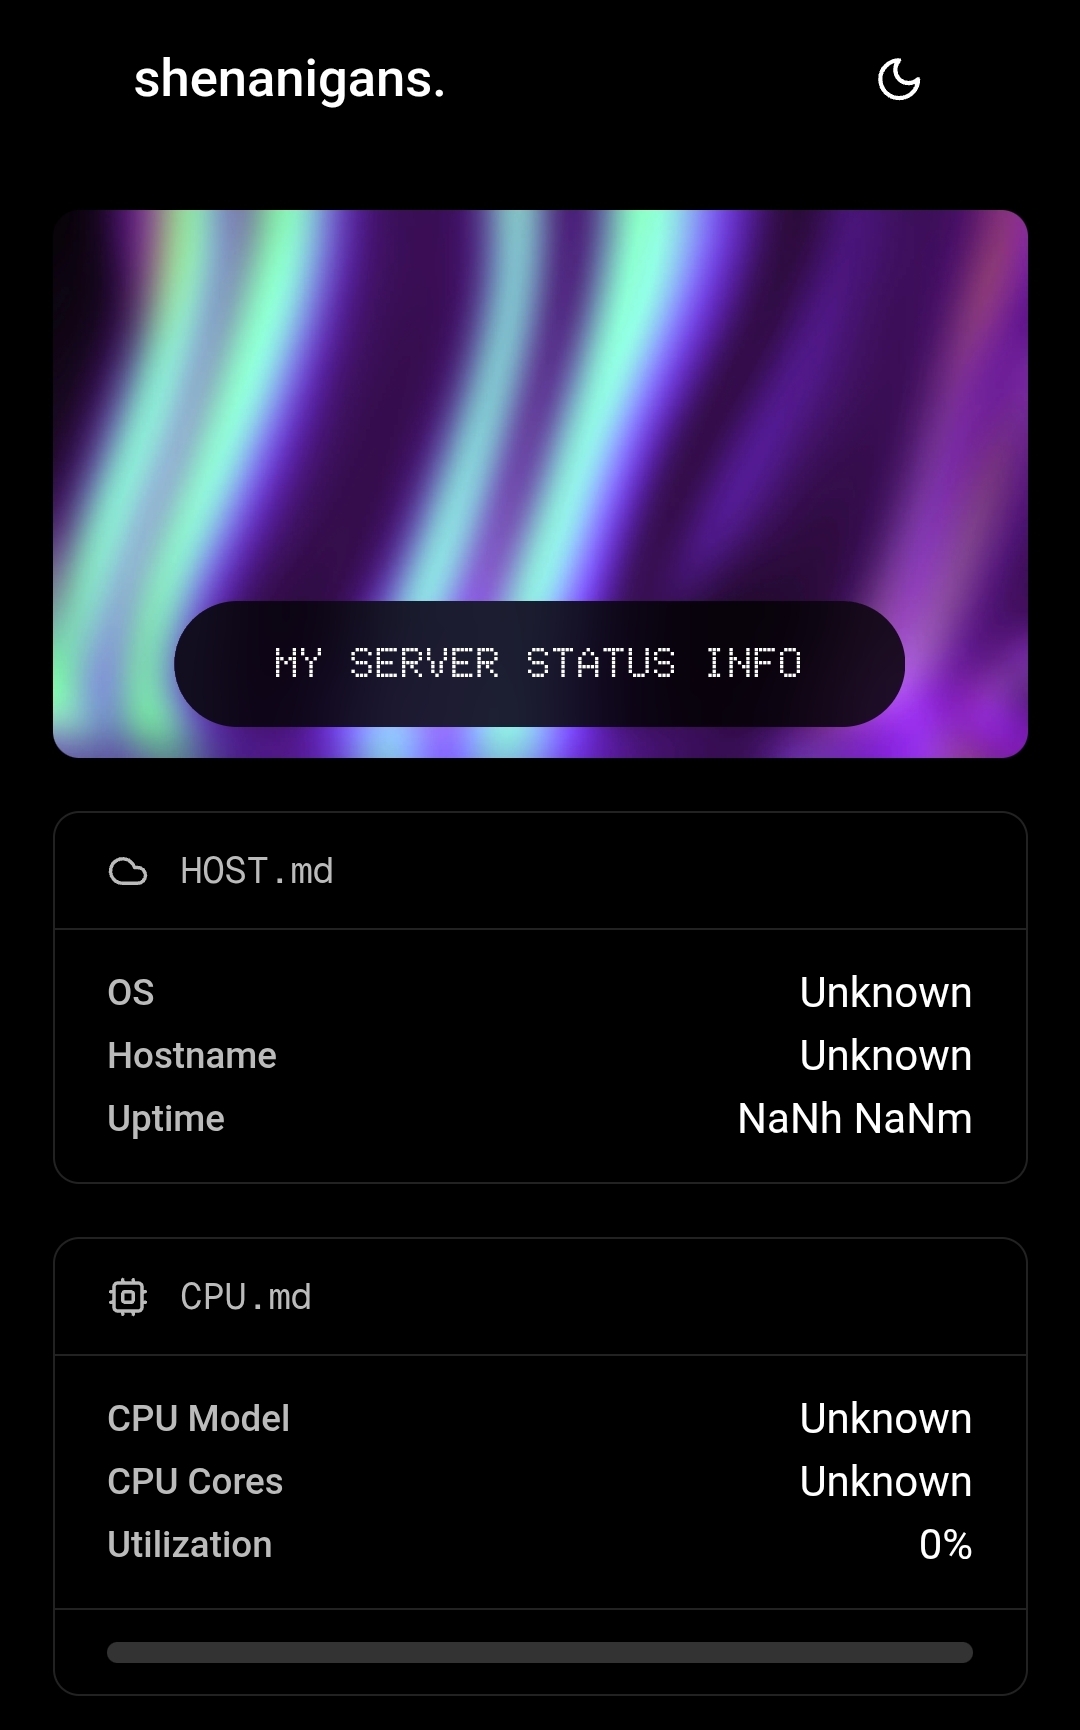 shenanigans.
MY SERVER STATUS INFO
HOST.md
OS Unknown
Hostname Unknown
Uptime NaNh NaNm
CPU.md
CPU Model Unknown
CPU Cores Unknown
Utilization 0%